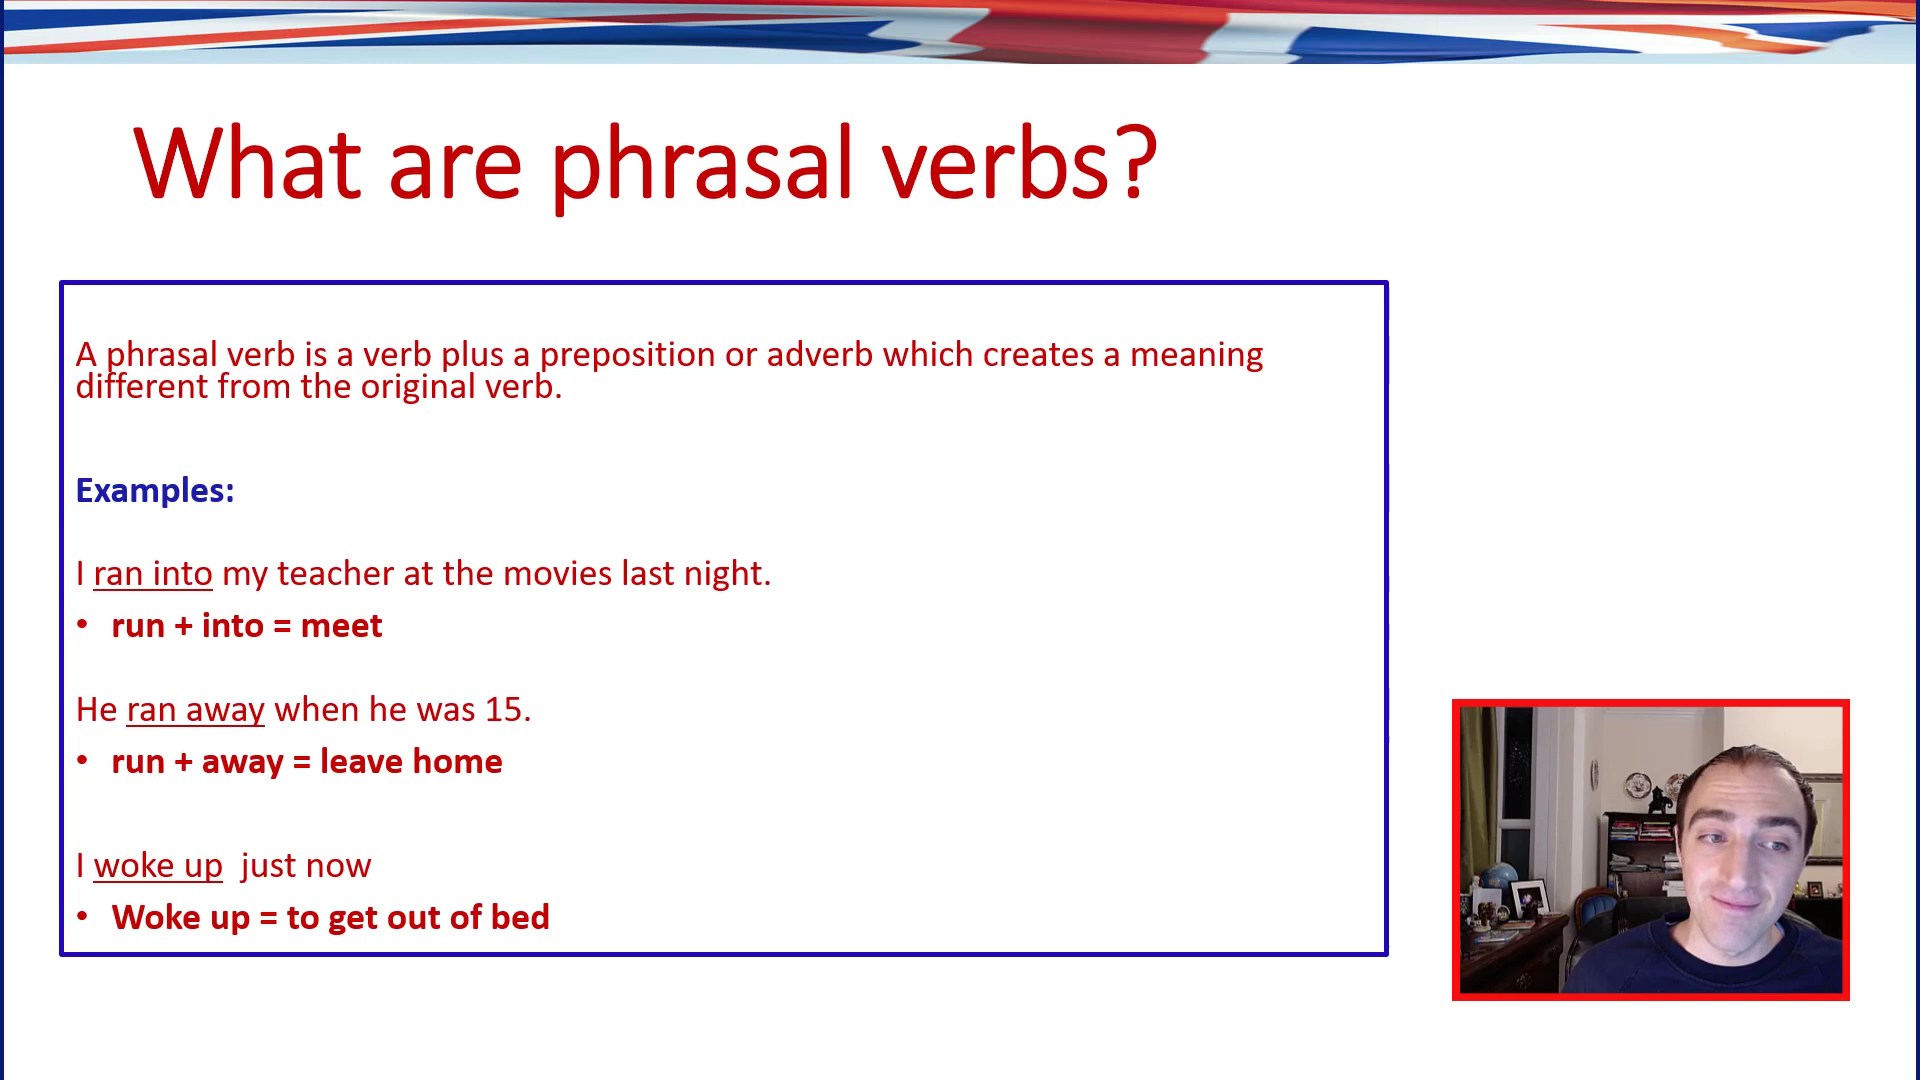 What are phrasal verbs?
A phrasal verb is a verb plus a preposition or adverb which creates a meaning
different from the original verb.
Examples:
I ran into my teacher at the movies last night.
• run + into = meet
He ran away when he was 15.
• run + away = leave home
I woke up  just now
• Woke up = to get out of bed